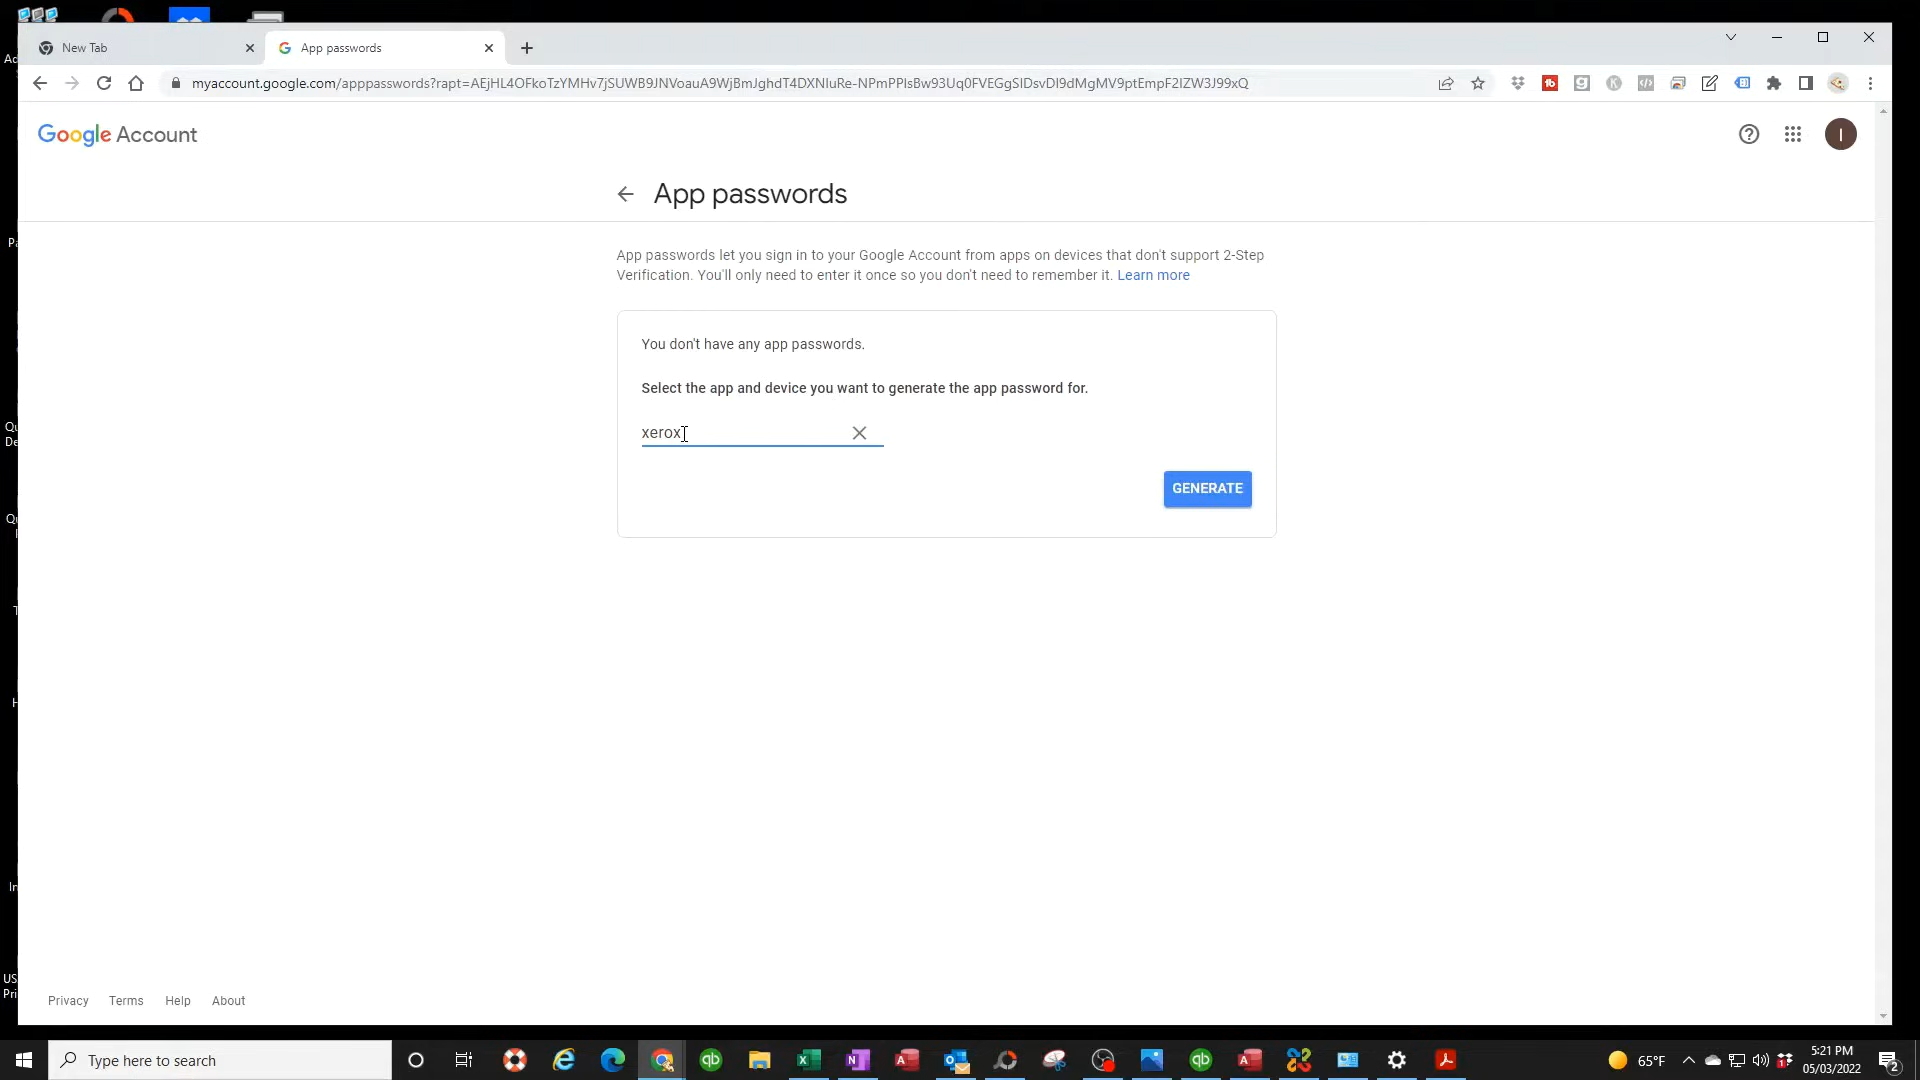 New Tab
App passwords
myaccount.google.com/apppasswords?rapt=AEjHL4OFkoTzYMHv7jSUWB9JNVoauA9WjBmJghdT4DXNIuRe-NPmPPIsBw93Uq0FVEGgSIDsvDI9dMgMV9ptEmpF2IZW3J99xQ
Google Account
I
App passwords
App passwords let you sign in to your Google Account from apps on devices that don't support 2-Step
Verification. You'll only need to enter it once so you don't need to remember it. Learn more
You don't have any app passwords.
Select the app and device you want to generate the app password for.
xerox
GENERATE
Privacy Terms Help About
Type here to search
65°F
5:21 PM
05/03/2022
2